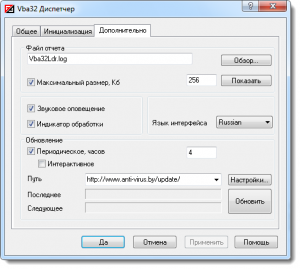 Vba32 Диспетчер
Общее Инициализация Дополнительно
Файл отчета
Vba32Ldr.log Обзор...
Максимальный размер, Кб 256 Показать
Звуковое оповещение
Индикатор обработки Язык интерфейса Russian
Обновление
Периодическое, часов 4
Интерактивное
Путь http://www.anti-virus.by/update/ Настройки...
Последнее Обновить
Следующее
Да Отмена Применить Помощь